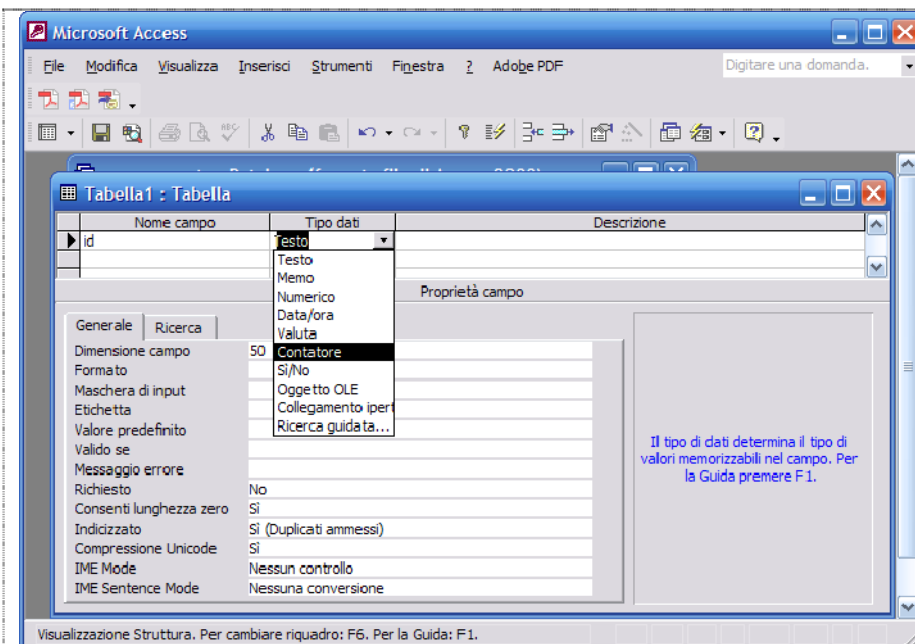 Microsoft Access
File Modifica Visualizza Inserisci Strumenti Finestra ? Adobe PDF Digitare una domanda.
Tabella1 : Tabella
Nome campo Tipo dati Descrizione
id Testo
Testo
Memo
Numerico
Data/ora
Valuta
Contatore
Sì/No
Oggetto OLE
Collegamento ipert
Ricerca guidata...
Proprietà campo
Generale Ricerca
Dimensione campo 50
Formato
Maschera di input
Etichetta
Valore predefinito
Valido se
Messaggio errore
Richiesto No
Consenti lunghezza zero Sì
Indicizzato Sì (Duplicati ammessi)
Compressione Unicode Sì
IME Mode Nessun controllo
IME Sentence Mode Nessuna conversione
Il tipo di dati determina il tipo di
valori memorizzabili nel campo. Per
la Guida premere F1.
Visualizzazione Struttura. Per cambiare riquadro: F6. Per la Guida: F1.